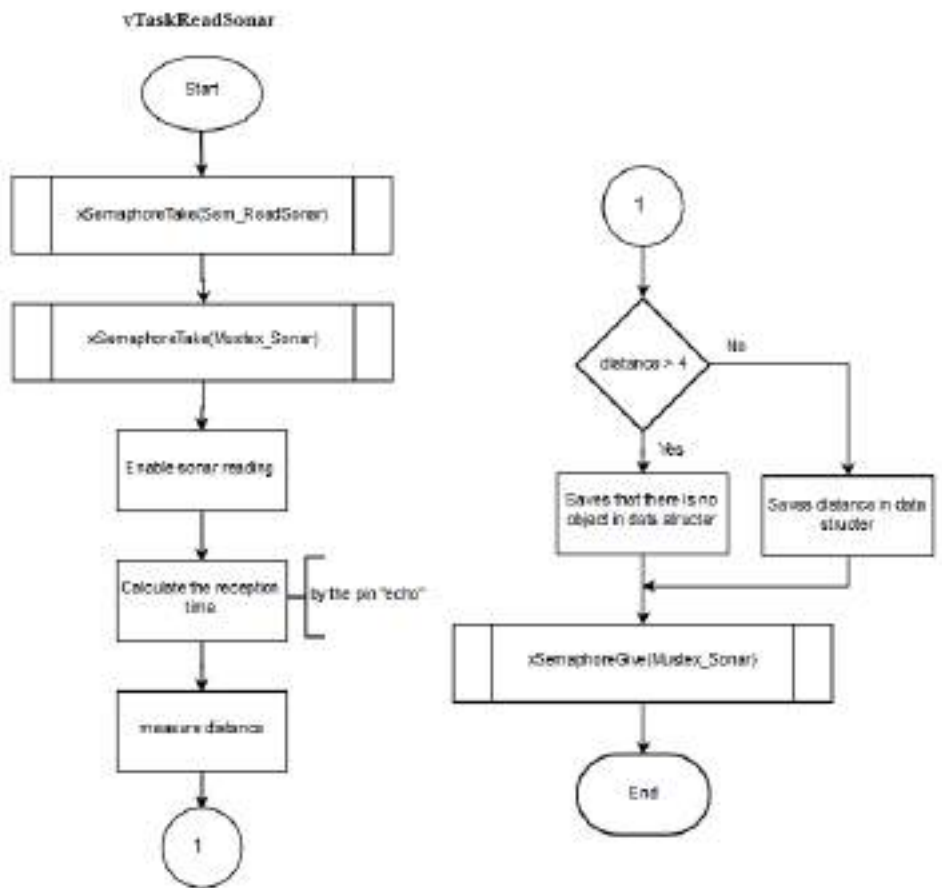 vTaskReadSonar
Start
xSemaphoreTake(Sem_ReadSonar)
xSemaphoreTake(Mustex_Sonar)
Enable sonar reading
Calculate the reception
time
by the pin "echo"
measure distance
1
1
distance > 4
No
Yes
Saves that there is no
object in data structer
Saves distance in data
structer
xSemaphoreGive(Mustex_Sonar)
End